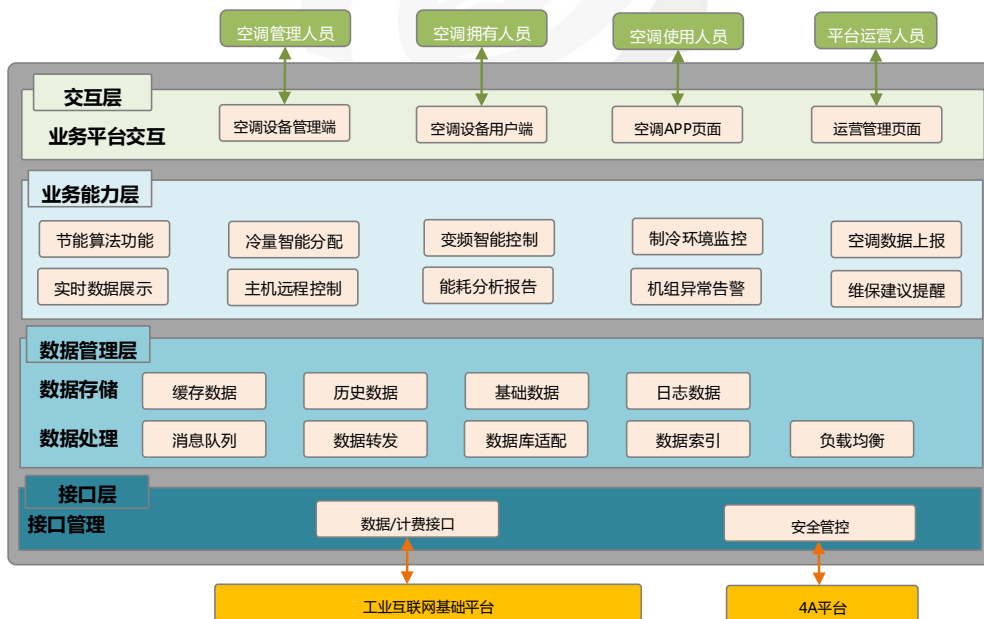 空调管理人员
空调拥有人员
空调使用人员
平台运营人员
交互层
业务平台交互
空调设备管理端
空调设备用户端
空调APP页面
运营管理页面
业务能力层
节能算法功能
冷量智能分配
变频智能控制
制冷环境监控
空调数据上报
实时数据展示
主机远程控制
能耗分析报告
机组异常告警
维保建议提醒
数据管理层
数据存储
缓存数据
历史数据
基础数据
日志数据
数据处理
消息队列
数据转发
数据库适配
数据索引
负载均衡
接口层
接口管理
数据/计费接口
安全管控
工业互联网基础平台
4A平台